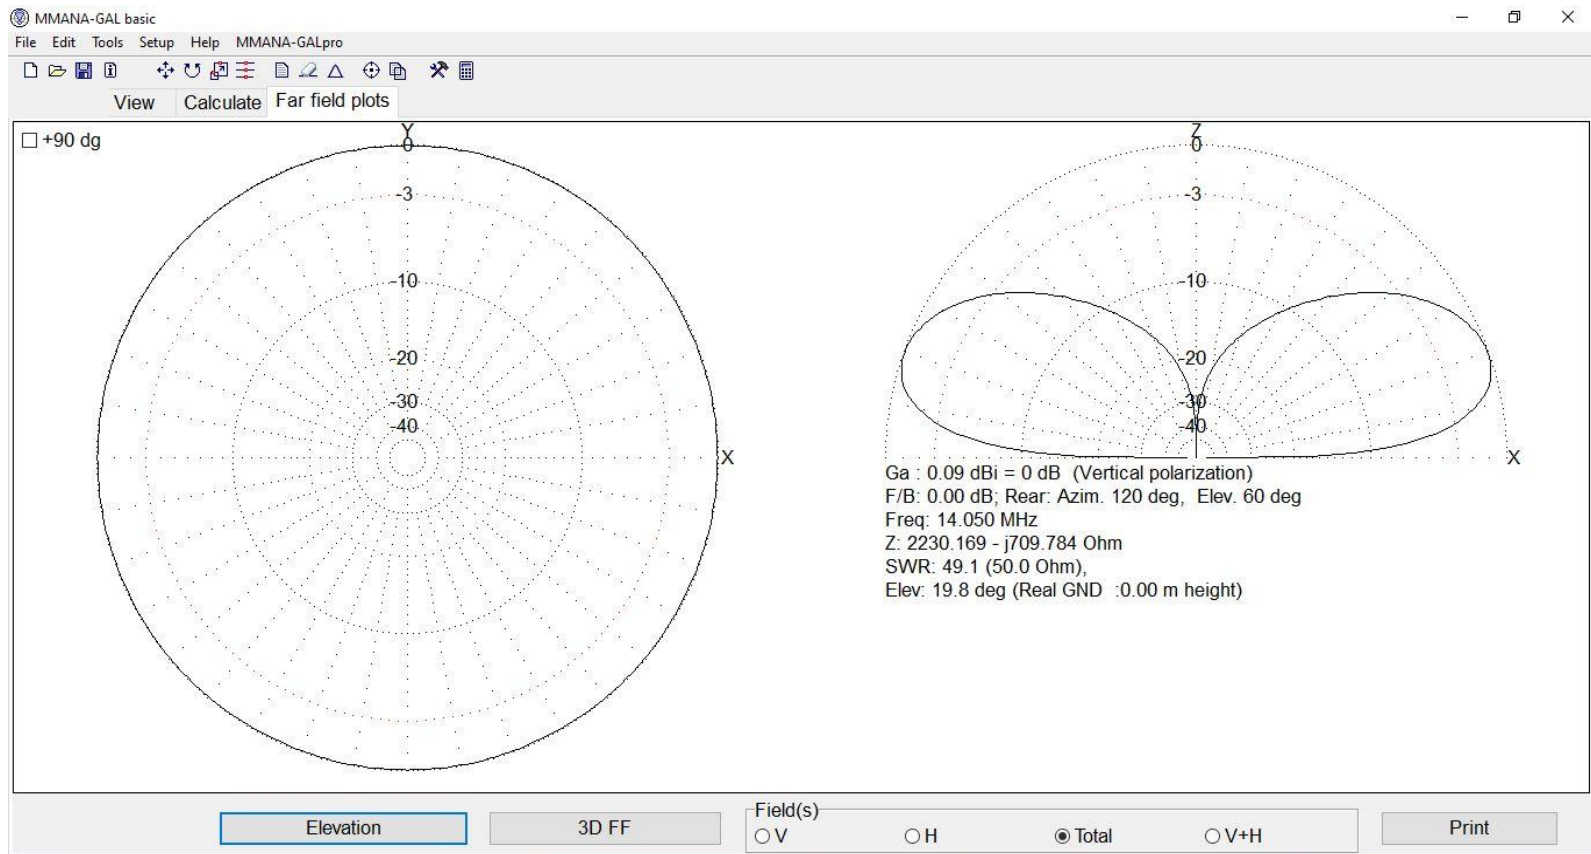 MMANA-GAL basic
File Edit Tools Setup Help MMANA-GALpro
View Calculate Far field plots
+90 dg
Y
0
-3
-10
-20
-30
-40
X
Z
0
-3
-10
-20
-30
-40
X
Ga : 0.09 dBi = 0 dB (Vertical polarization)
F/B: 0.00 dB; Rear: Azim. 120 deg, Elev. 60 deg
Freq: 14.050 MHz
Z: 2230.169 - j709.784 Ohm
SWR: 49.1 (50.0 Ohm),
Elev: 19.8 deg (Real GND :0.00 m height)
Elevation
3D FF
Field(s)
V H Total V+H
Print